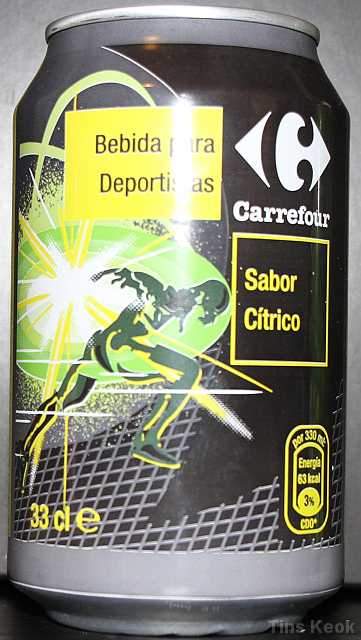 Bebida para
Deportistas
Carrefour
Sabor
Cítrico
por 330 ml:
Energía
63 kcal
3%
CDO*
33 cl e
Tins Keok